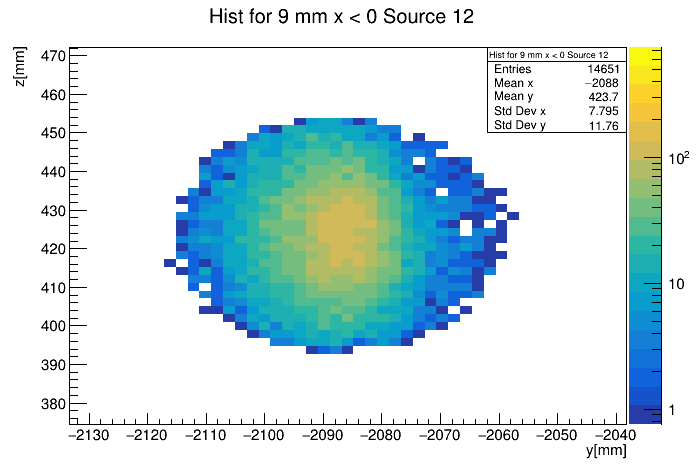 Hist for 9 mm x < 0 Source 12
z[mm]
Hist for 9 mm x < 0 Source 12
Entries 14651
Mean x −2088
Mean y 423.7
Std Dev x 7.795
Std Dev y 11.76
470
460
450
440
430
420
410
400
390
380
10²
10
1
−2130 −2120 −2110 −2100 −2090 −2080 −2070 −2060 −2050 −2040
y[mm]